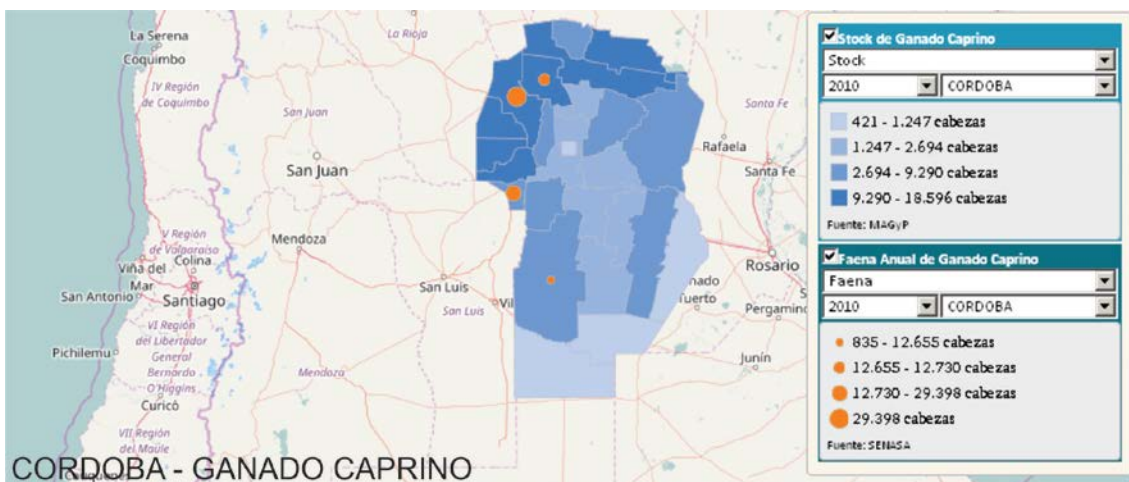 La Serena
Coquimbo
IV Región
de Coquimbo
La Rioja
San Juan
San Juan
Santa Fe
Rafaela
Santa Fe
Mendoza
V Región
de Valparaíso
Colina
Viña del
Mar
San Antonio
Santiago
San Luis
San Luis
Vil
Rosario
nado
uerto
Pergamino
VI Región
del Libertador
General
Bernardo
O'Higgins
Pichilemu
Curicó
Mendoza
Junín
VII Región
del Maule
CORDOBA - GANADO CAPRINO
Stock de Ganado Caprino
Stock
2010 CORDOBA
421 - 1.247 cabezas
1.247 - 2.694 cabezas
2.694 - 9.290 cabezas
9.290 - 18.596 cabezas
Fuente: MAGyP
Faena Anual de Ganado Caprino
Faena
2010 CORDOBA
835 - 12.655 cabezas
12.655 - 12.730 cabezas
12.730 - 29.398 cabezas
29.398 cabezas
Fuente: SENASA